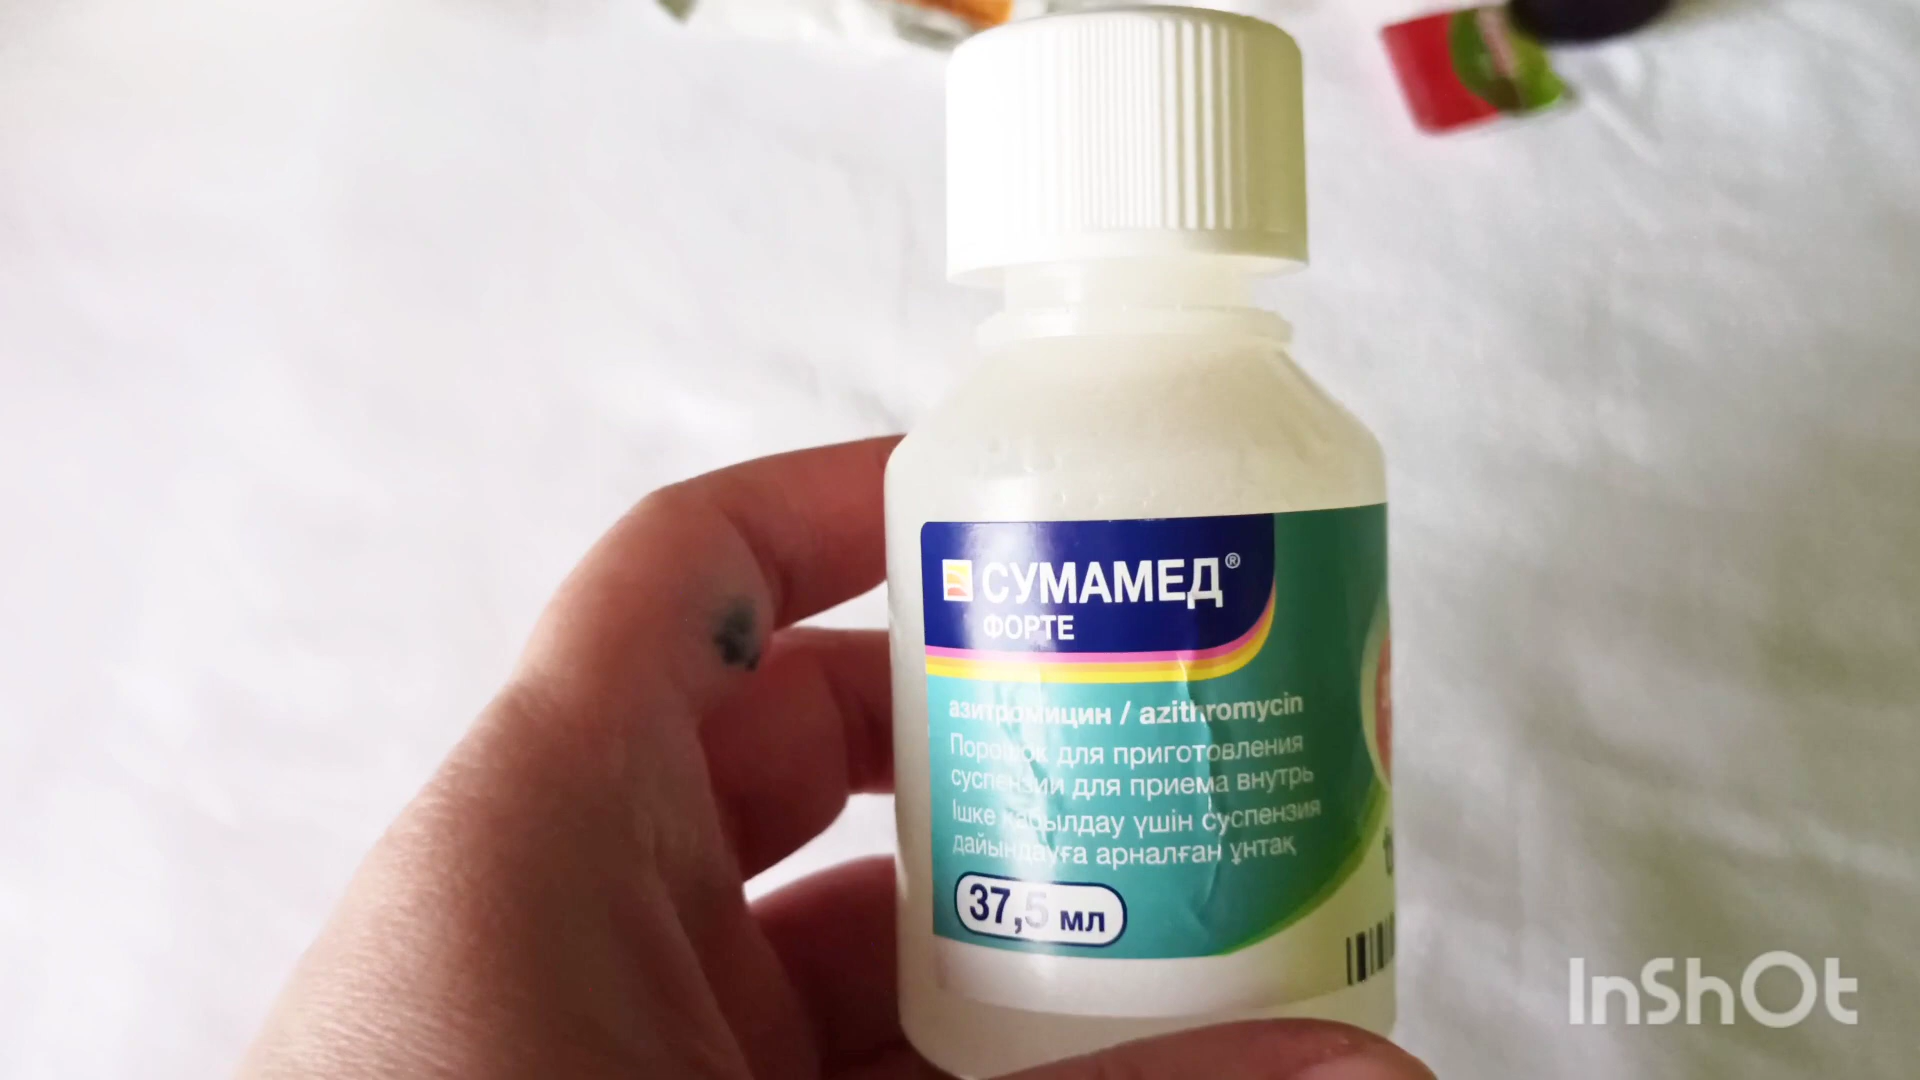 СУМАМЕД®
ФОРТЕ
азитромицин / azithromycin
Порошок для приготовления
суспензии для приема внутрь
Ішке қабылдау үшін суспензия
дайындауға арналған ұнтақ
37,5 мл
InShOt